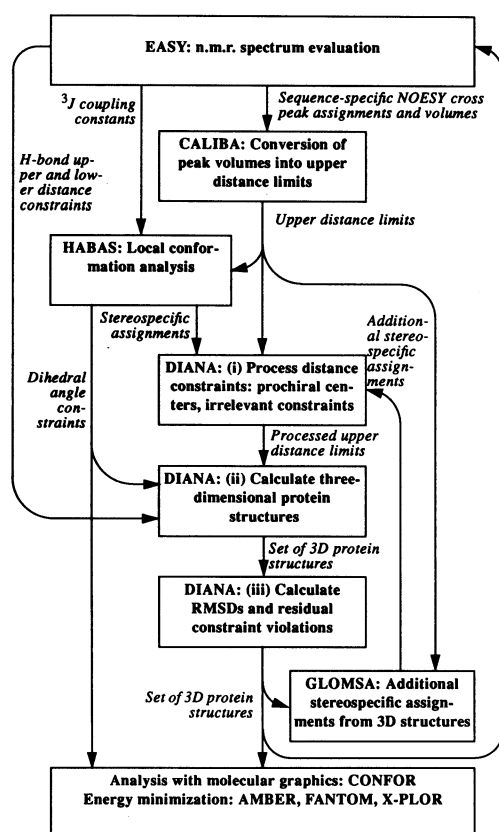 EASY: n.m.r. spectrum evaluation
3J coupling
constants
Sequence-specific NOESY cross
peak assignments and volumes
H-bond up-
per and low-
er distance
constraints
CALIBA: Conversion of
peak volumes into upper
distance limits
Upper distance limits
HABAS: Local confor-
mation analysis
Stereospecific
assignments
Addition-
al stereo-
specific
assign-
ments
DIANA: (i) Process distance
constraints: prochiral cen-
ters, irrelevant constraints
Dihedral
angle
con-
straints
Processed upper
distance limits
DIANA: (ii) Calculate three-
dimensional protein
structures
Set of 3D protein
structures
DIANA: (iii) Calculate
RMSDs and residual
constraint violations
Set of 3D protein
structures
GLOMSA: Additional
stereospecific assign-
ments from 3D structures
Analysis with molecular graphics: CONFOR
Energy minimization: AMBER, FANTOM, X-PLOR